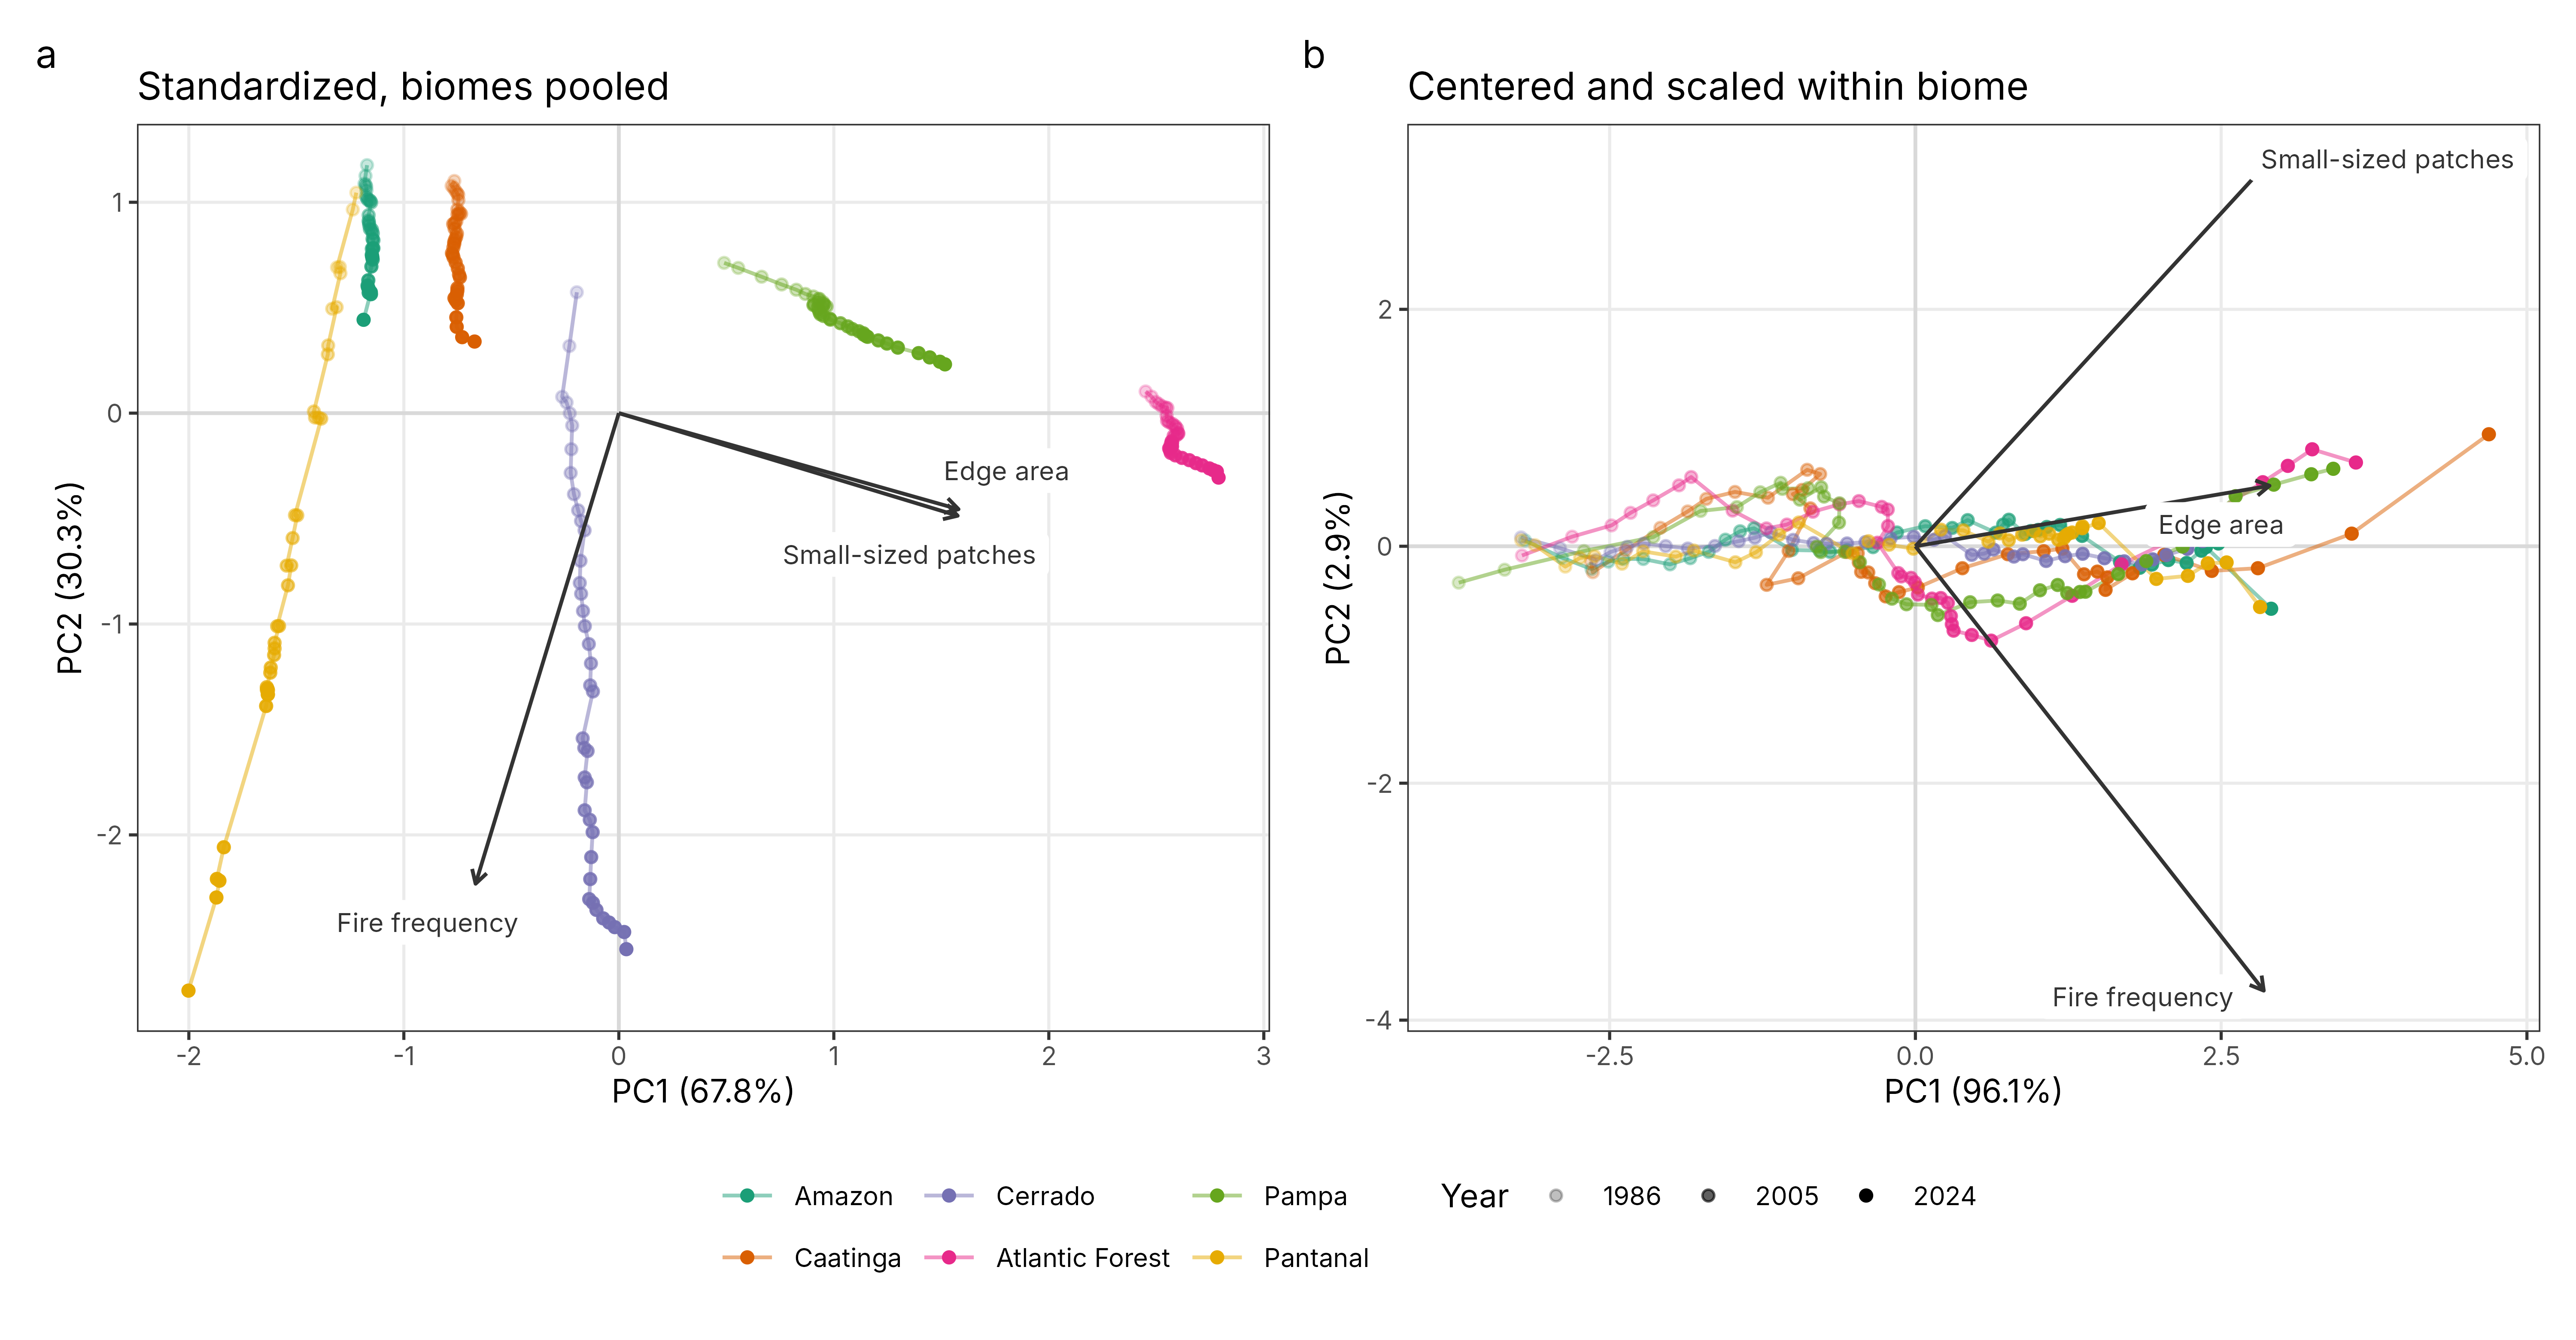 a
Standardized, biomes pooled
1
0
-1
-2
PC2 (30.3%)
Edge area
Small-sized patches
Fire frequency
-2
-1
0
1
2
3
PC1 (67.8%)
b
Centered and scaled within biome
2
0
-2
-4
PC2 (2.9%)
Small-sized patches
Edge area
Fire frequency
-2.5
0.0
2.5
5.0
PC1 (96.1%)
Amazon
Cerrado
Pampa
Caatinga
Atlantic Forest
Pantanal
Year
1986
2005
2024